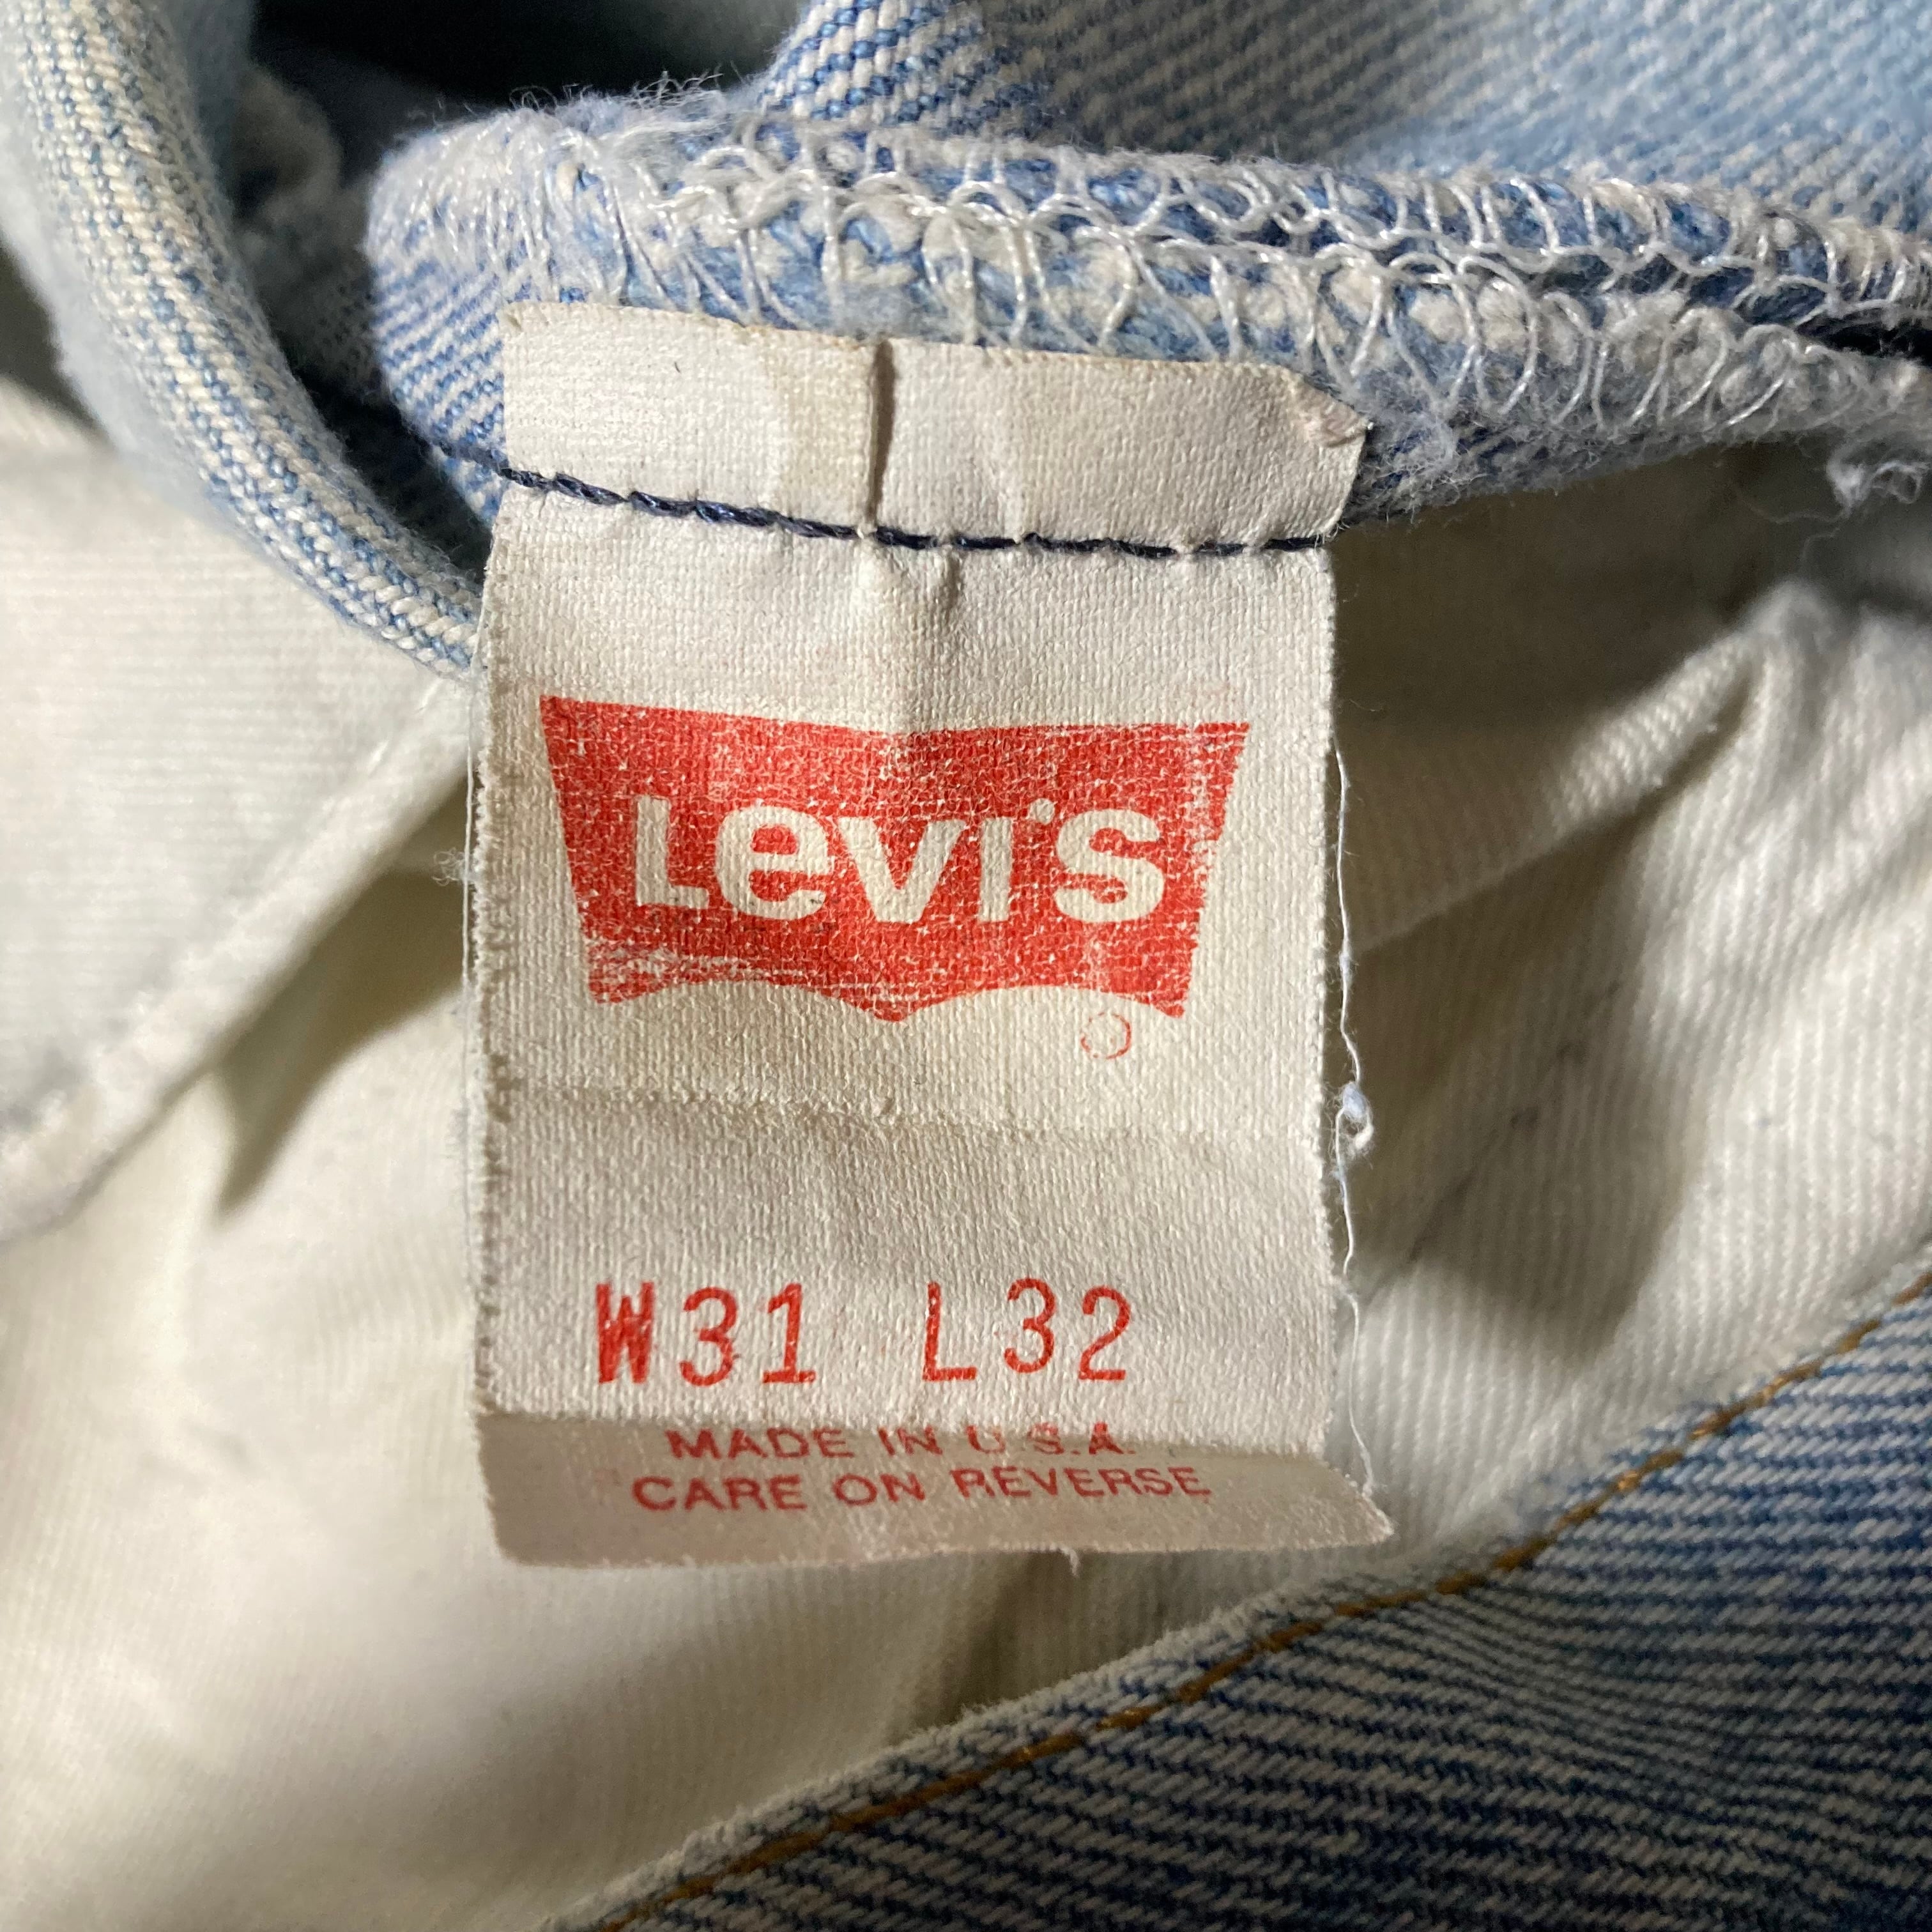 Levi's
W31 L32
MADE IN U.S.A.
CARE ON REVERSE